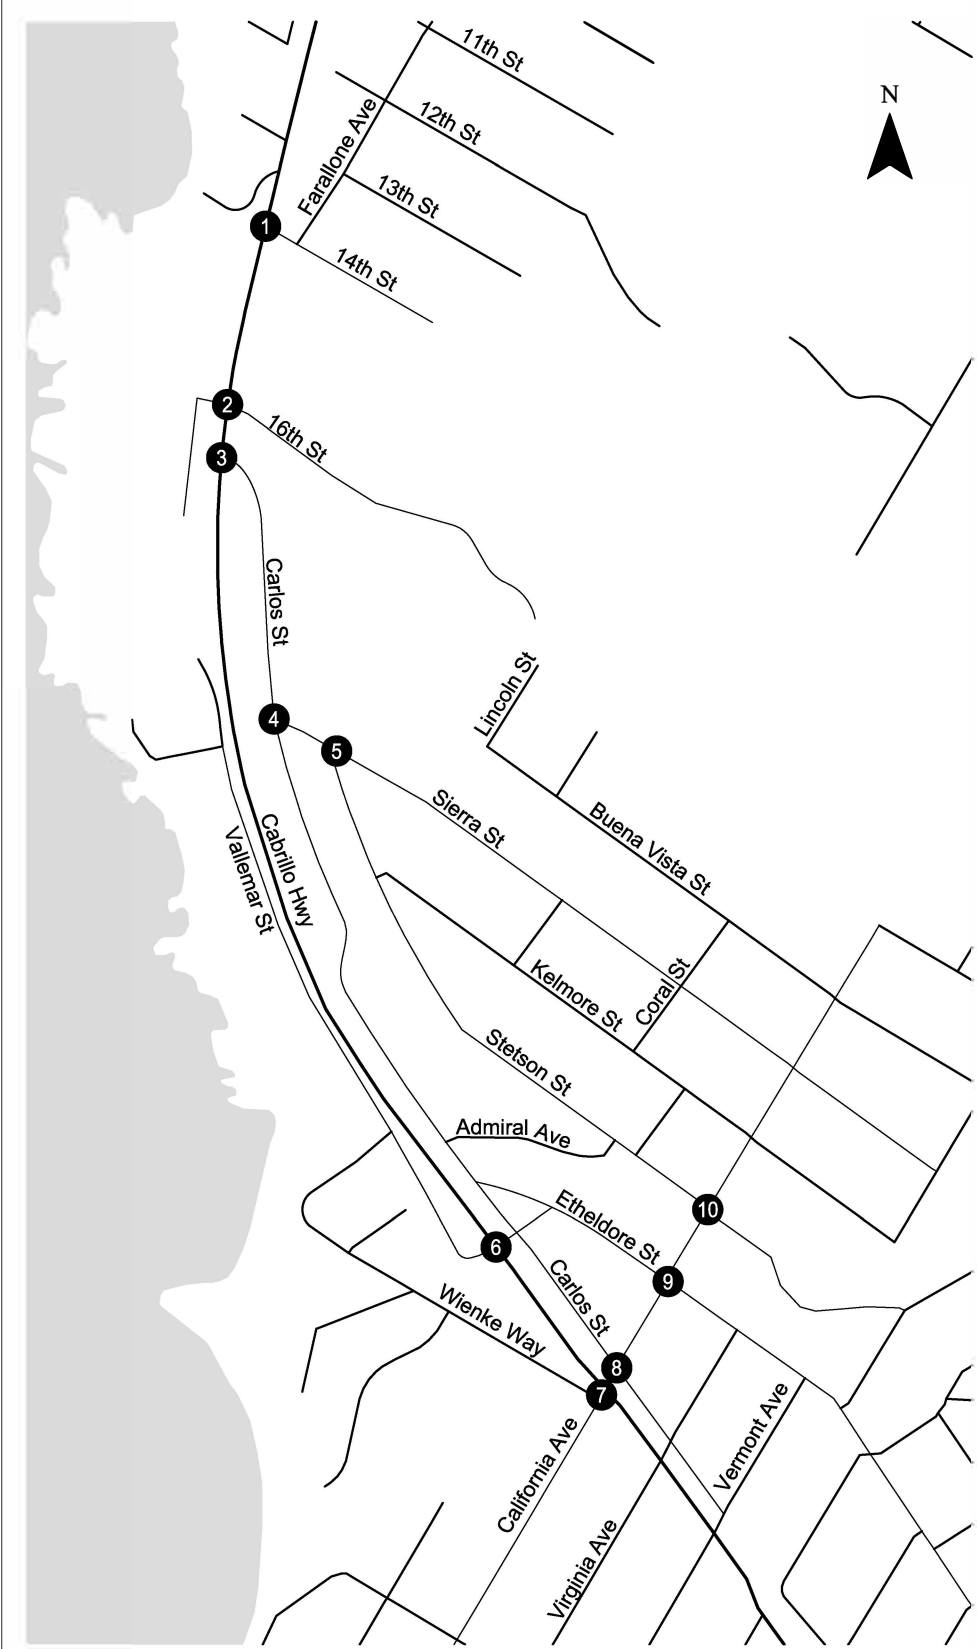 11th St
N
12th St
Farallone Ave
13th St
1
14th St
2
16th St
3
Carlos St
Lincoln St
4
5
Sierra St
Buena Vista St
Cabrillo Hwy
Vallemar St
Kelmore St
Coral St
Stetson St
Admiral Ave
Etheldore St
10
6
9
Carlos St
Wienke Way
8
7
Vermont Ave
California Ave
Virginia Ave